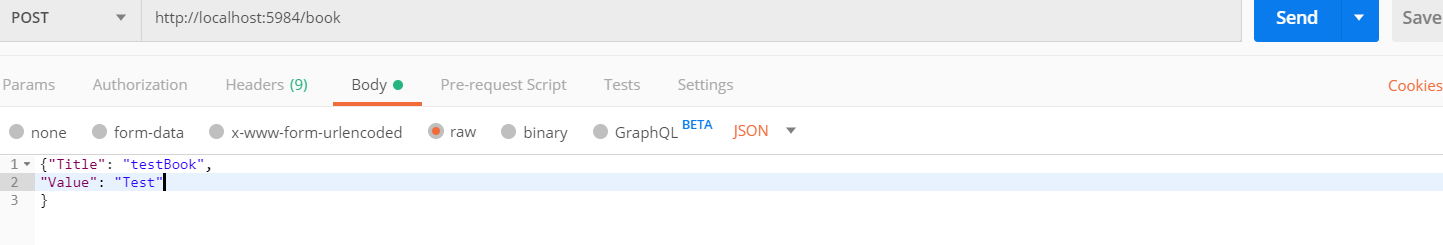 POST http://localhost:5984/book Send Save
Params Authorization Headers (9) Body Pre-request Script Tests Settings Cookies
none form-data x-www-form-urlencoded raw binary GraphQL BETA JSON
1 {"Title": "testBook",
2 "Value": "Test"
3 }